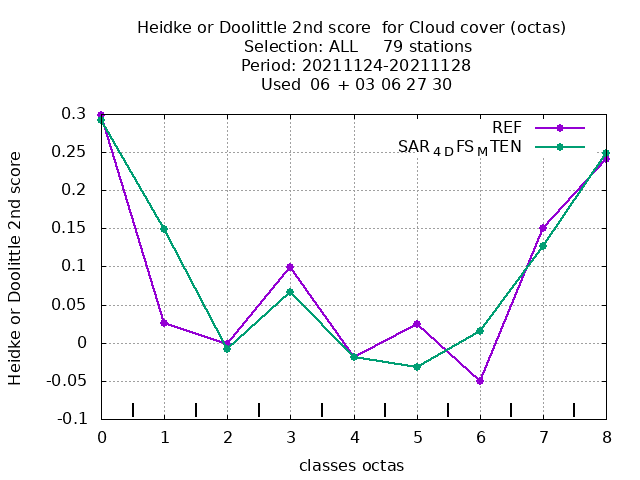 Heidke or Doolittle 2nd score  for Cloud cover (octas)
Selection: ALL     79 stations
Period: 20211124-20211128
Used  06 + 03 06 27 30
REF
SAR4DFSMTEN
0.3
0.25
0.2
0.15
0.1
0.05
0
-0.05
-0.1
Heidke or Doolittle 2nd score
0 1 2 3 4 5 6 7 8
classes octas